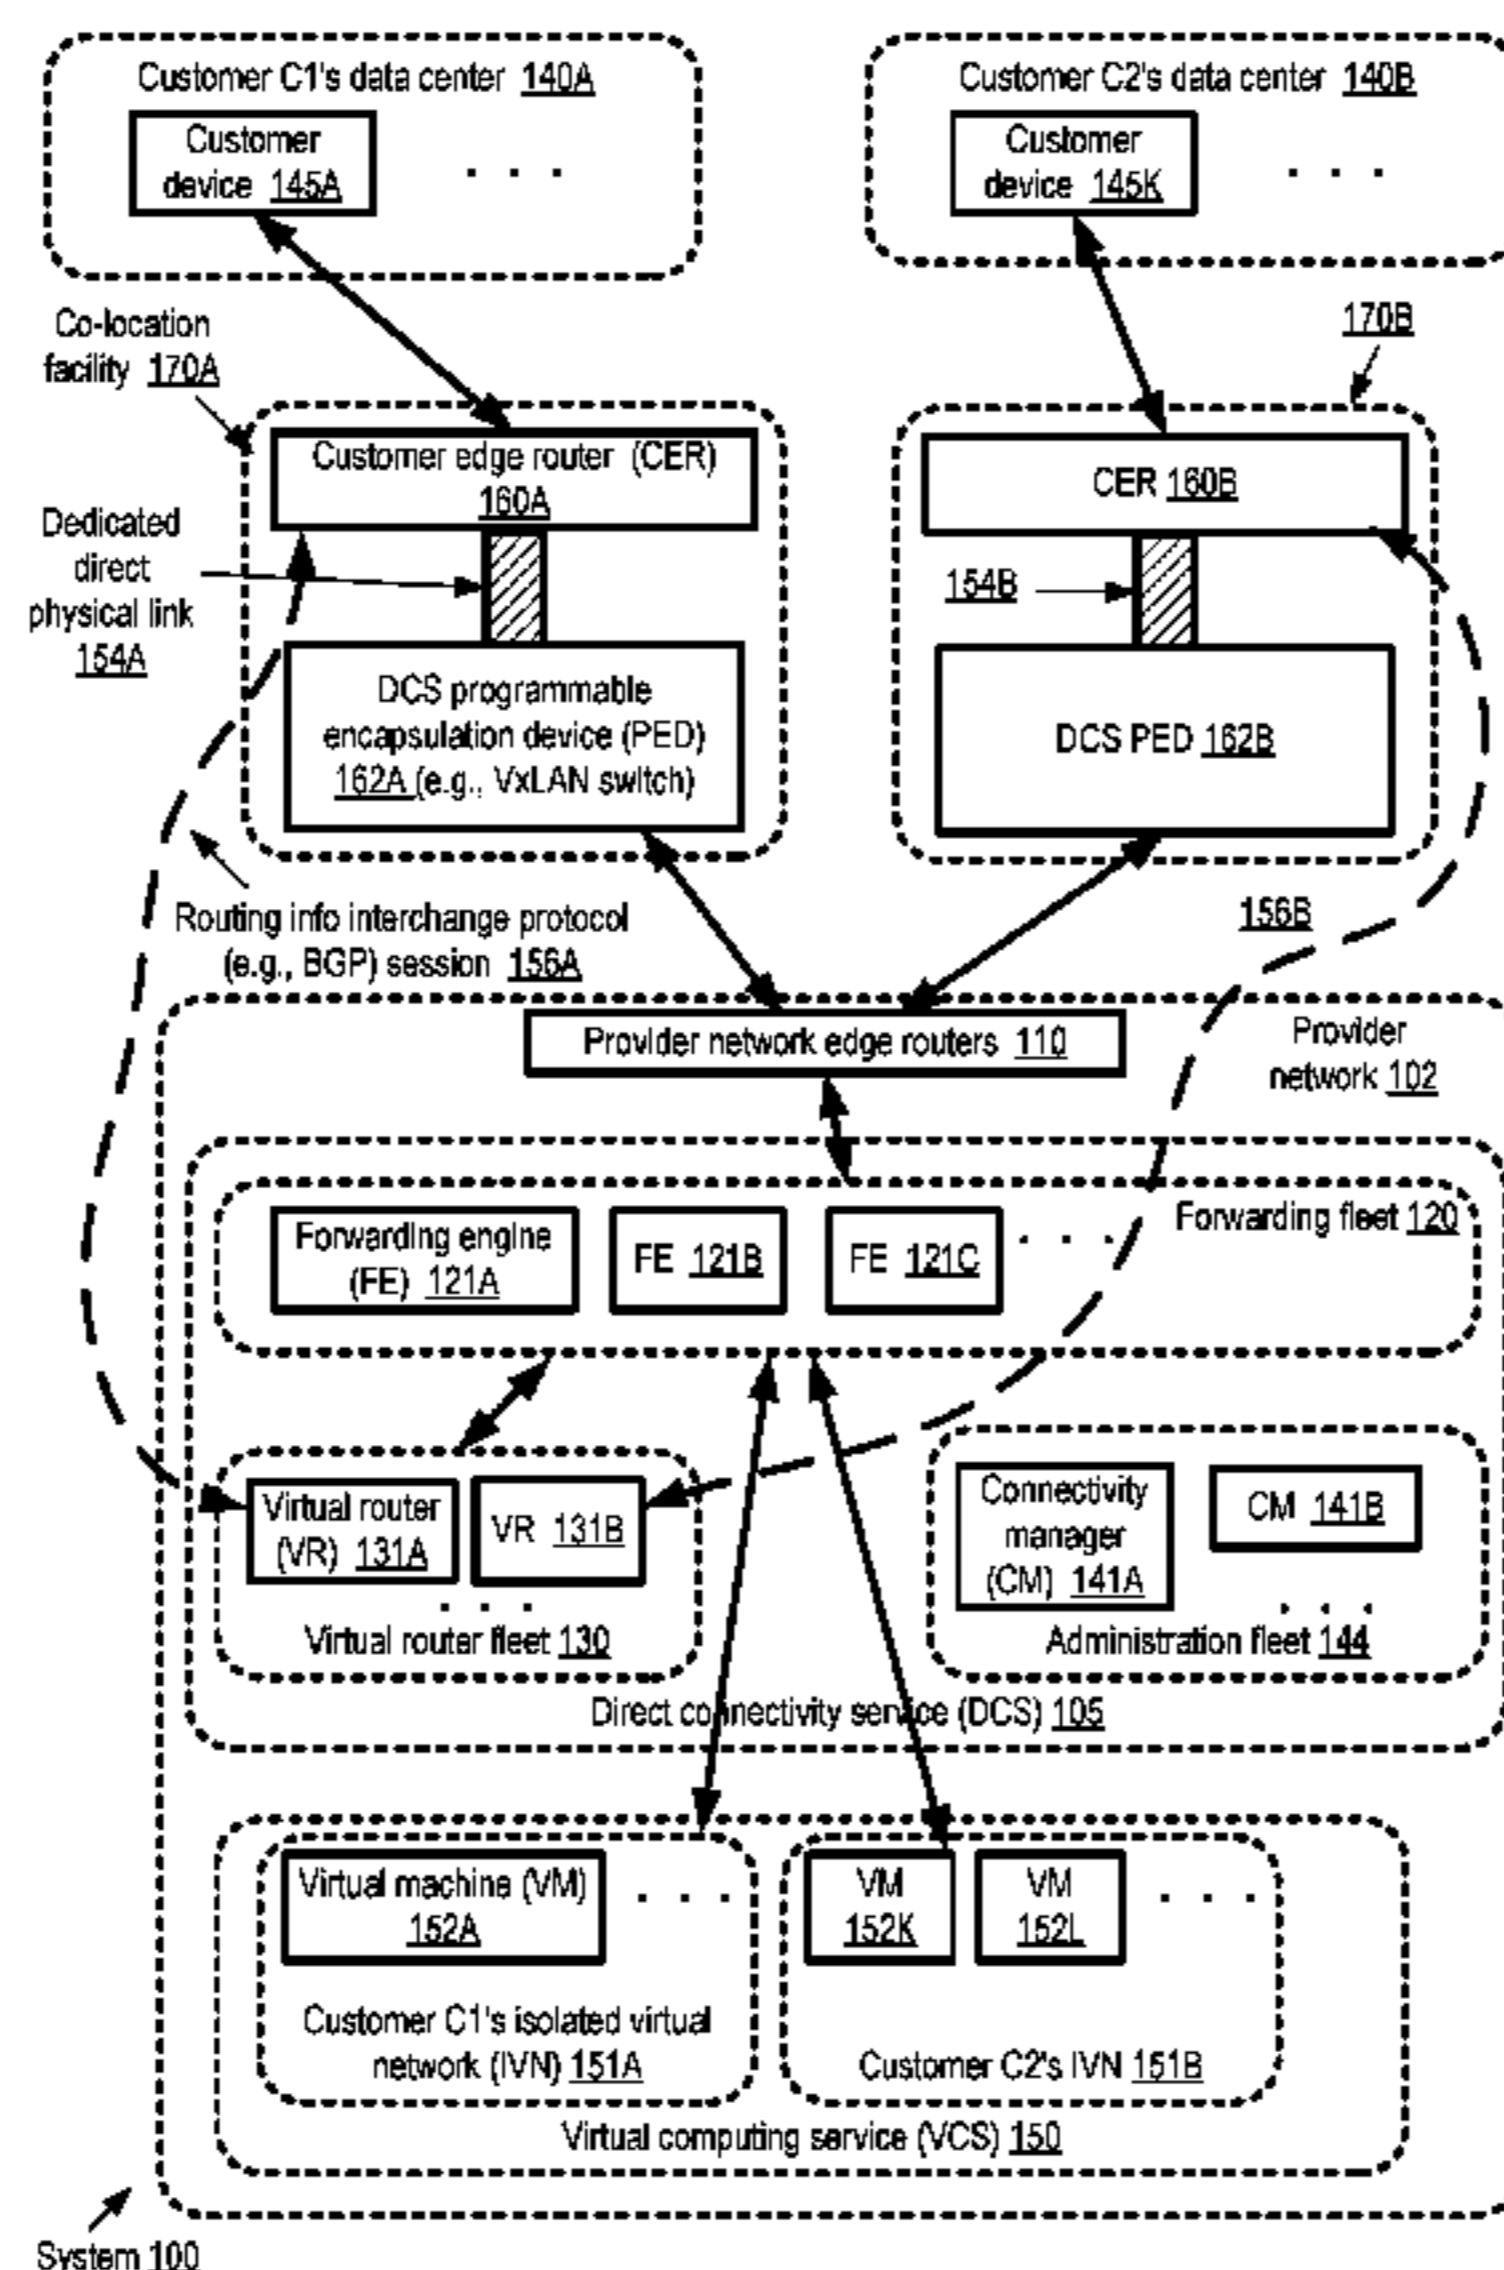 Customer C1's data center 140A
Customer
device 145A
. . .
Customer C2's data center 140B
Customer
device 145K
. . .
Co-location
facility 170A
170B
Customer edge router (CER)
160A
CER 160B
Dedicated
direct
physical link
154A
154B
DCS programmable
encapsulation device (PED)
162A (e.g., VxLAN switch)
DCS PED 162B
Routing info interchange protocol
(e.g., BGP) session 156A
156B
Provider network edge routers 110
Provider
network 102
Forwarding engine
(FE) 121A
FE 121B
FE 121C
. . .
Forwarding fleet 120
Virtual router
(VR) 131A
VR 131B
. . .
Virtual router fleet 130
Connectivity
manager
(CM) 141A
CM 141B
. . .
Administration fleet 144
Direct connectivity service (DCS) 105
Virtual machine (VM)
152A
. . .
VM
152K
VM
152L
. . .
Customer C1's isolated virtual
network (IVN) 151A
Customer C2's IVN 151B
Virtual computing service (VCS) 150
System 100